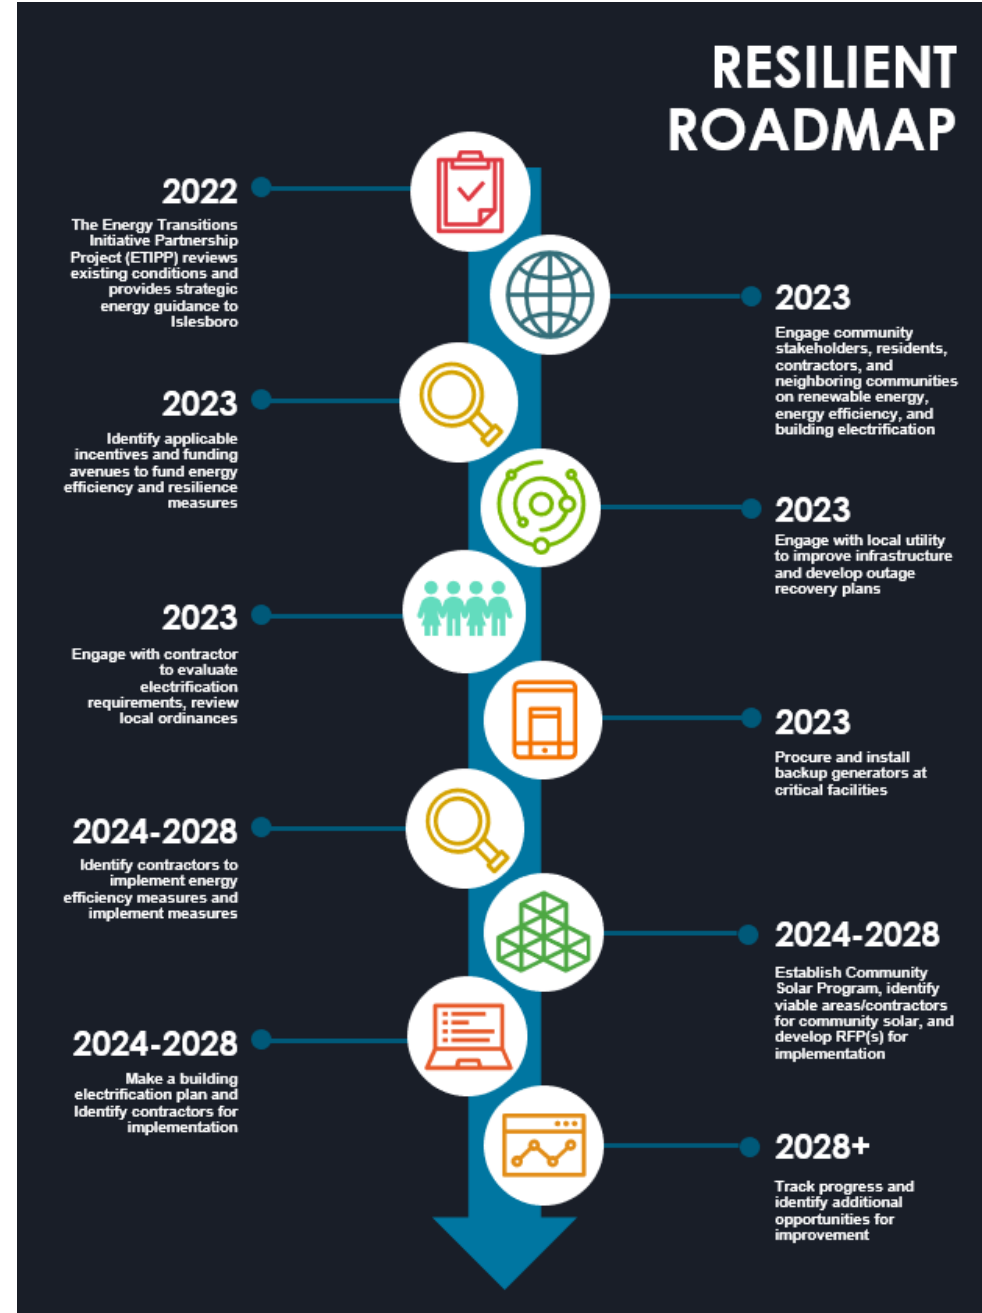 RESILIENT
ROADMAP
2022
The Energy Transitions
Initiative Partnership
Project (ETIPP) reviews
existing conditions and
provides strategic
energy guidance to
Islesboro
2023
Engage community
stakeholders, residents,
contractors, and
neighboring communities
on renewable energy,
energy efficiency, and
building electrification
2023
Identify applicable
incentives and funding
avenues to fund energy
efficiency and resilience
measures
2023
Engage with local utility
to improve infrastructure
and develop outage
recovery plans
2023
Engage with contractor
to evaluate
electrification
requirements, review
local ordinances
2023
Procure and install
backup generators at
critical facilities
2024-2028
Identify contractors to
implement energy
efficiency measures and
implement measures
2024-2028
Establish Community
Solar Program, identify
viable areas/contractors
for community solar, and
develop RFP(s) for
implementation
2024-2028
Make a building
electrification plan and
Identify contractors for
implementation
2028+
Track progress and
identify additional
opportunities for
improvement